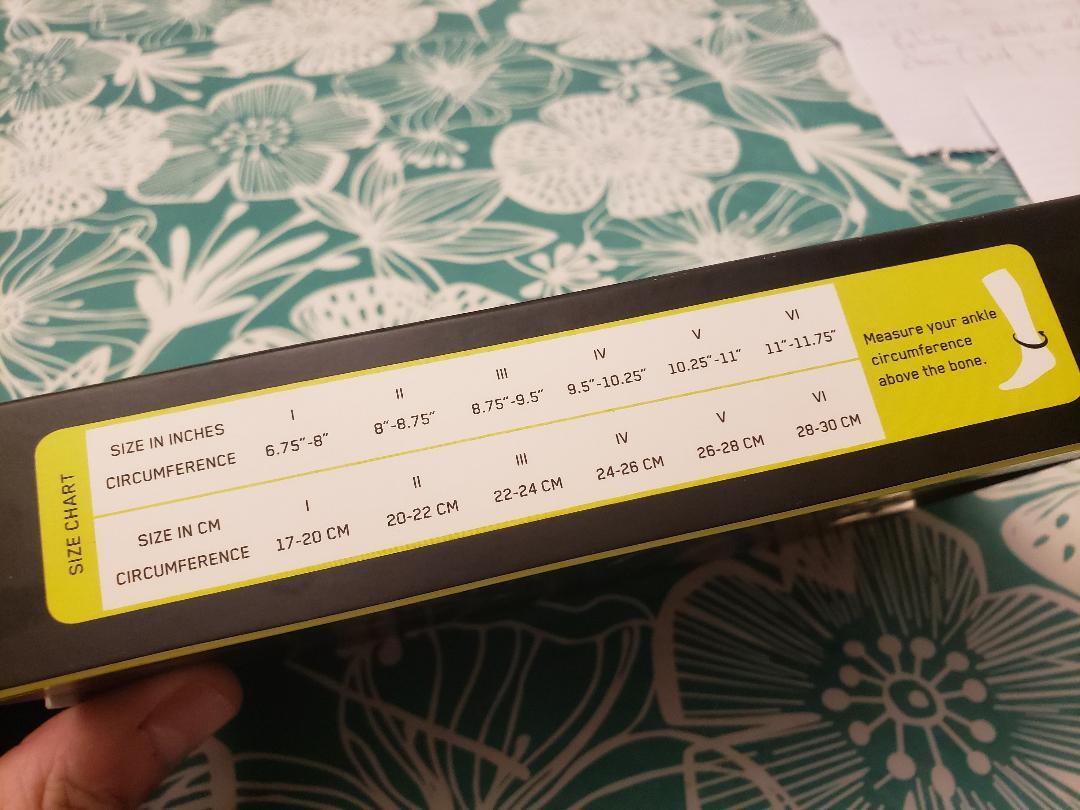 SIZE CHART
SIZE IN INCHES I II III IV V VI
CIRCUMFERENCE 6.75"-8" 8"-8.75" 8.75"-9.5" 9.5"-10.25" 10.25"-11" 11"-11.75"
SIZE IN CM I II III IV V VI
CIRCUMFERENCE 17-20 CM 20-22 CM 22-24 CM 24-26 CM 26-28 CM 28-30 CM
Measure your ankle
circumference
above the bone.